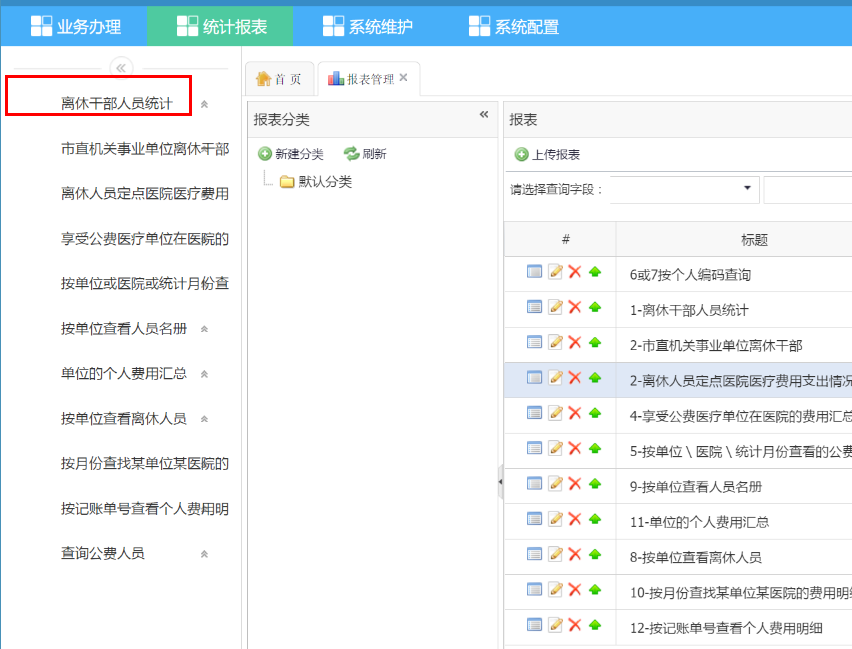 业务办理
统计报表
系统维护
系统配置
离休干部人员统计
市直机关事业单位离休干部
离休人员定点医院医疗费用
享受公费医疗单位在医院的
按单位或医院或统计月份查
按单位查看人员名册
单位的个人费用汇总
按单位查看离休人员
按月份查找某单位某医院的
按记账单号查看个人费用明
查询公费人员
首 页
报表管理
报表分类
新建分类
刷新
默认分类
报表
上传报表
请选择查询字段：
#
标题
6或7按个人编码查询
1-离休干部人员统计
2-市直机关事业单位离休干部
2-离休人员定点医院医疗费用支出情况
4-享受公费医疗单位在医院的费用汇总
5-按单位\医院\统计月份查看的公费
9-按单位查看人员名册
11-单位的个人费用汇总
8-按单位查看离休人员
10-按月份查找某单位某医院的费用明细
12-按记账单号查看个人费用明细